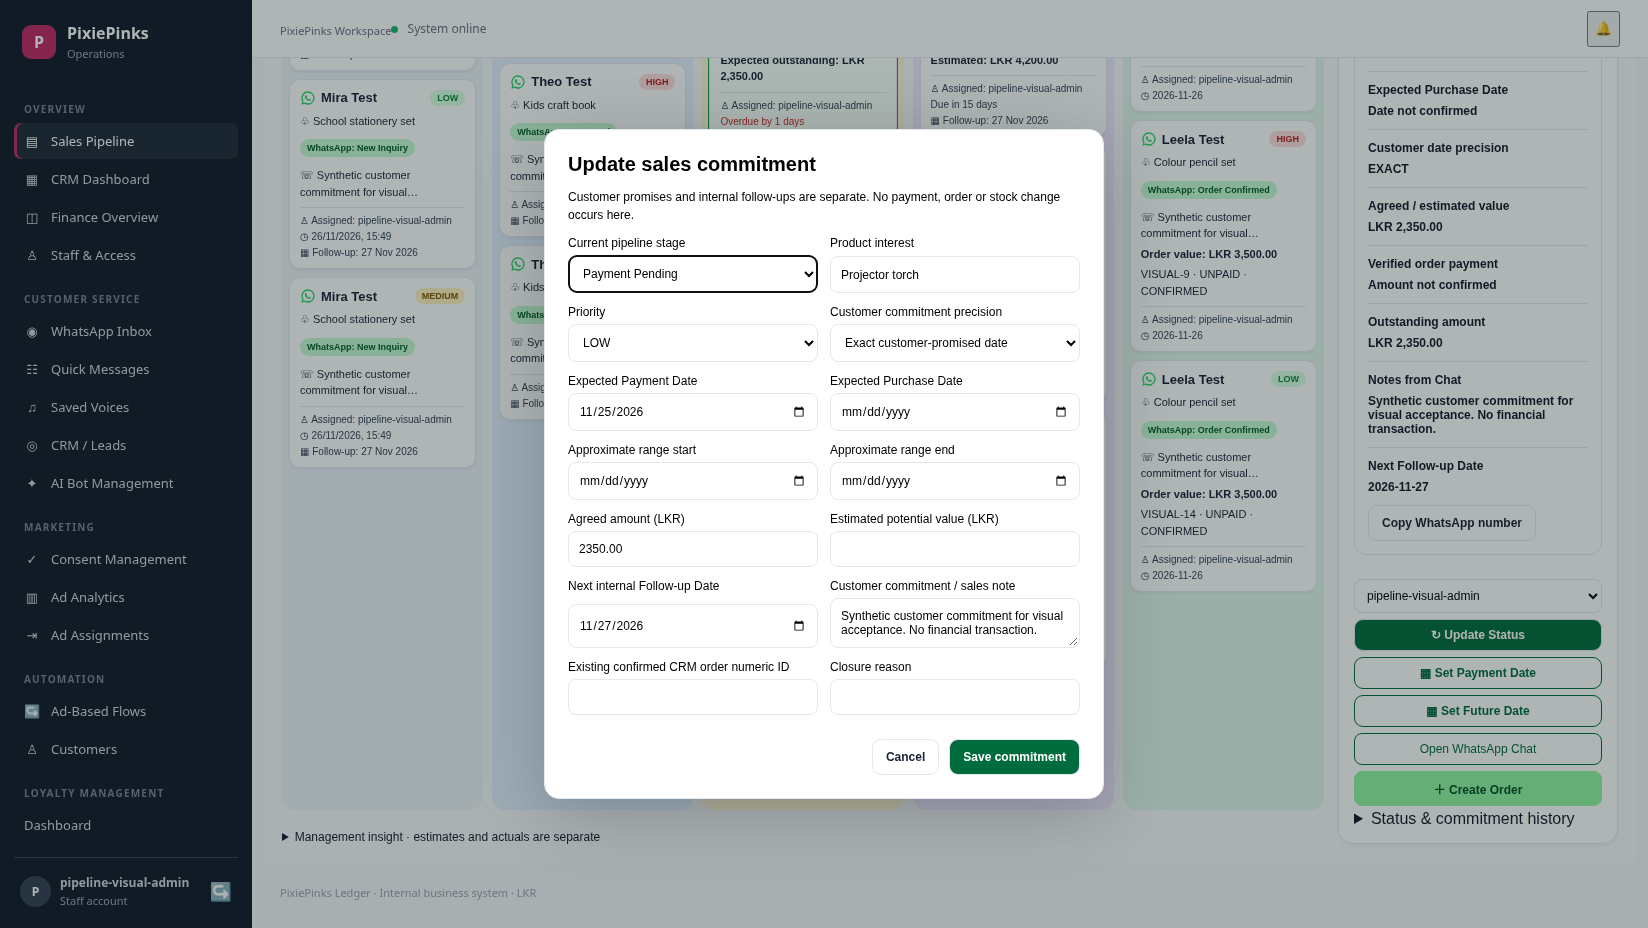 P
PixiePinks
Operations
OVERVIEW
Sales Pipeline
CRM Dashboard
Finance Overview
Staff & Access
CUSTOMER SERVICE
WhatsApp Inbox
Quick Messages
Saved Voices
CRM / Leads
AI Bot Management
MARKETING
Consent Management
Ad Analytics
Ad Assignments
AUTOMATION
Ad-Based Flows
Customers
LOYALTY MANAGEMENT
Dashboard
P
pipeline-visual-admin
Staff account
PixiePinks Workspace
System online
Mira Test
LOW
School stationery set
WhatsApp: New Inquiry
Synthetic customer
commitment for visual…
Assigned: pipeline-visual-admin
26/11/2026, 15:49
Follow-up: 27 Nov 2026
Mira Test
MEDIUM
School stationery set
WhatsApp: New Inquiry
Synthetic customer
commitment for visual…
Assigned: pipeline-visual-admin
26/11/2026, 15:49
Follow-up: 27 Nov 2026
Theo Test
HIGH
Kids craft book
Expected outstanding: LKR
2,350.00
Assigned: pipeline-visual-admin
Overdue by 1 days
Estimated: LKR 4,200.00
Assigned: pipeline-visual-admin
Due in 15 days
Follow-up: 27 Nov 2026
Assigned: pipeline-visual-admin
2026-11-26
Leela Test
HIGH
Colour pencil set
WhatsApp: Order Confirmed
Synthetic customer
commitment for visual…
Order value: LKR 3,500.00
VISUAL-9 · UNPAID ·
CONFIRMED
Assigned: pipeline-visual-admin
2026-11-26
Leela Test
LOW
Colour pencil set
WhatsApp: Order Confirmed
Synthetic customer
commitment for visual…
Order value: LKR 3,500.00
VISUAL-14 · UNPAID ·
CONFIRMED
Assigned: pipeline-visual-admin
2026-11-26
Update sales commitment
Customer promises and internal follow-ups are separate. No payment, order or stock change
occurs here.
Current pipeline stage
Product interest
Payment Pending
Projector torch
Priority
Customer commitment precision
LOW
Exact customer-promised date
Expected Payment Date
Expected Purchase Date
11/25/2026
mm/dd/yyyy
Approximate range start
Approximate range end
mm/dd/yyyy
mm/dd/yyyy
Agreed amount (LKR)
Estimated potential value (LKR)
2350.00
Next internal Follow-up Date
Customer commitment / sales note
11/27/2026
Synthetic customer commitment for visual
acceptance. No financial transaction.
Existing confirmed CRM order numeric ID
Closure reason
Cancel
Save commitment
Expected Purchase Date
Date not confirmed
Customer date precision
EXACT
Agreed / estimated value
LKR 2,350.00
Verified order payment
Amount not confirmed
Outstanding amount
LKR 2,350.00
Notes from Chat
Synthetic customer commitment for
visual acceptance. No financial
transaction.
Next Follow-up Date
2026-11-27
Copy WhatsApp number
pipeline-visual-admin
↻ Update Status
Set Payment Date
Set Future Date
Open WhatsApp Chat
+ Create Order
Status & commitment history
Management insight · estimates and actuals are separate
PixiePinks Ledger · Internal business system · LKR